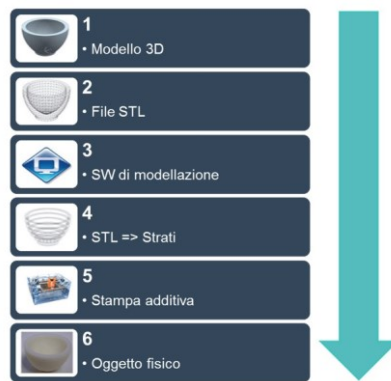 1
• Modello 3D
2
• File STL
3
• SW di modellazione
4
• STL => Strati
5
• Stampa additiva
6
• Oggetto fisico